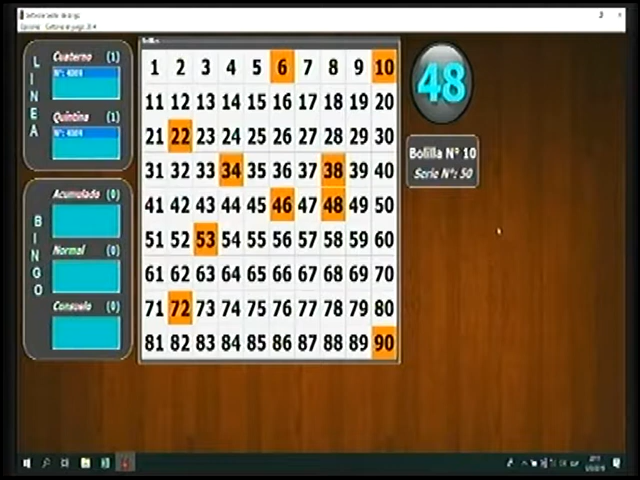 LINEA
Cuaterno (1)
Quintina (1)
BINGO
Acumulado (0)
Normal (0)
Consuelo (0)
1 2 3 4 5 6 7 8 9 10
11 12 13 14 15 16 17 18 19 20
21 22 23 24 25 26 27 28 29 30
31 32 33 34 35 36 37 38 39 40
41 42 43 44 45 46 47 48 49 50
51 52 53 54 55 56 57 58 59 60
61 62 63 64 65 66 67 68 69 70
71 72 73 74 75 76 77 78 79 80
81 82 83 84 85 86 87 88 89 90
48
Bolilla N° 10
Serie N°: 50